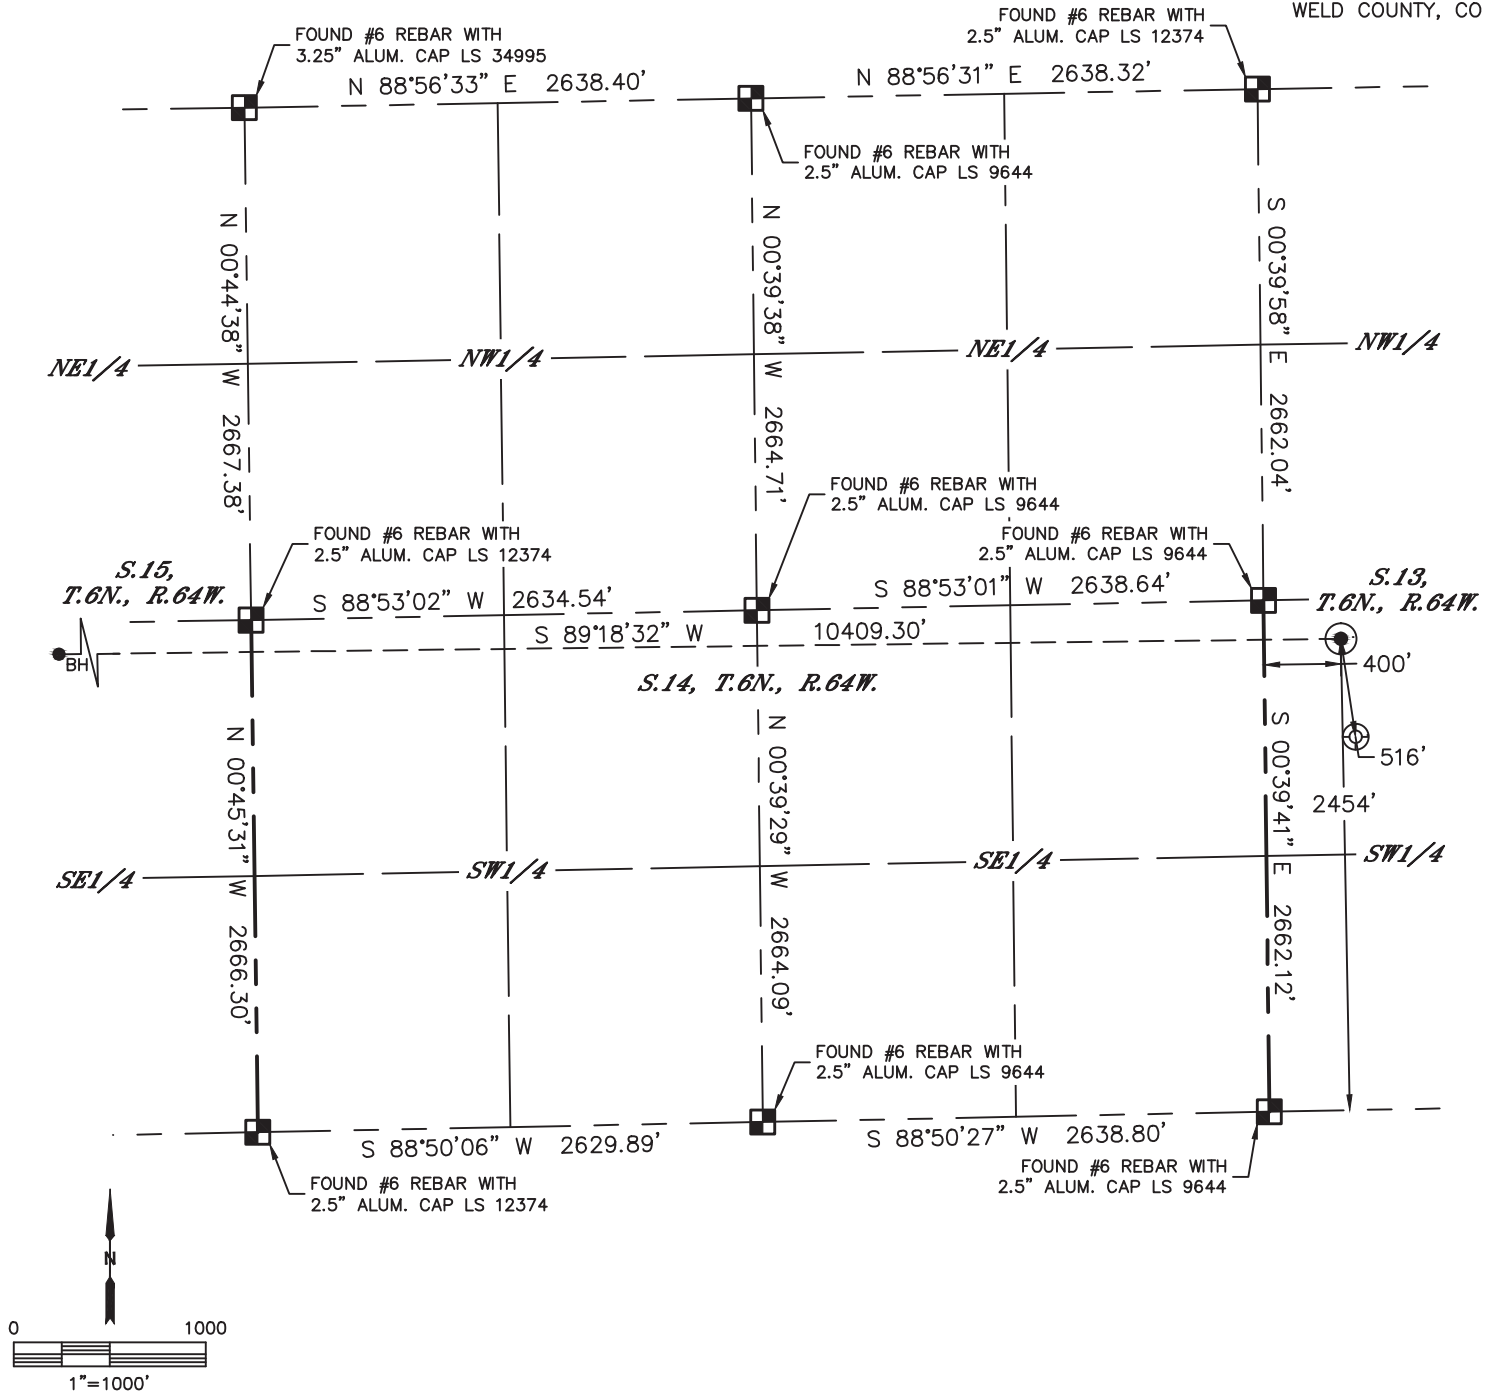 WELD COUNTY, CO
FOUND #6 REBAR WITH
2.5" ALUM. CAP LS 12374
FOUND #6 REBAR WITH
3.25" ALUM. CAP LS 34995
N 88°56'33" E 2638.40'
N 88°56'31" E 2638.32'
FOUND #6 REBAR WITH
2.5" ALUM. CAP LS 9644
N 00°44'38" W 2667.38'
N 00°39'38" W 2664.71'
S 00°39'58" E 2662.04'
NE1/4
NW1/4
NE1/4
NW1/4
FOUND #6 REBAR WITH
2.5" ALUM. CAP LS 9644
FOUND #6 REBAR WITH
2.5" ALUM. CAP LS 12374
FOUND #6 REBAR WITH
2.5" ALUM. CAP LS 9644
S.15,
T.6N., R.64W.
S.13,
T.6N., R.64W.
S 88°53'02" W 2634.54'
S 88°53'01" W 2638.64'
S 89°18'32" W 10409.30'
BH
400'
S.14, T.6N., R.64W.
N 00°45'31" W 2666.30'
N 00°39'29" W 2664.09'
S 00°39'41" E 2662.12'
516'
2454'
SE1/4
SW1/4
SE1/4
SW1/4
FOUND #6 REBAR WITH
2.5" ALUM. CAP LS 9644
S 88°50'06" W 2629.89'
S 88°50'27" W 2638.80'
FOUND #6 REBAR WITH
2.5" ALUM. CAP LS 9644
FOUND #6 REBAR WITH
2.5" ALUM. CAP LS 12374
N
0 1000
1"=1000'